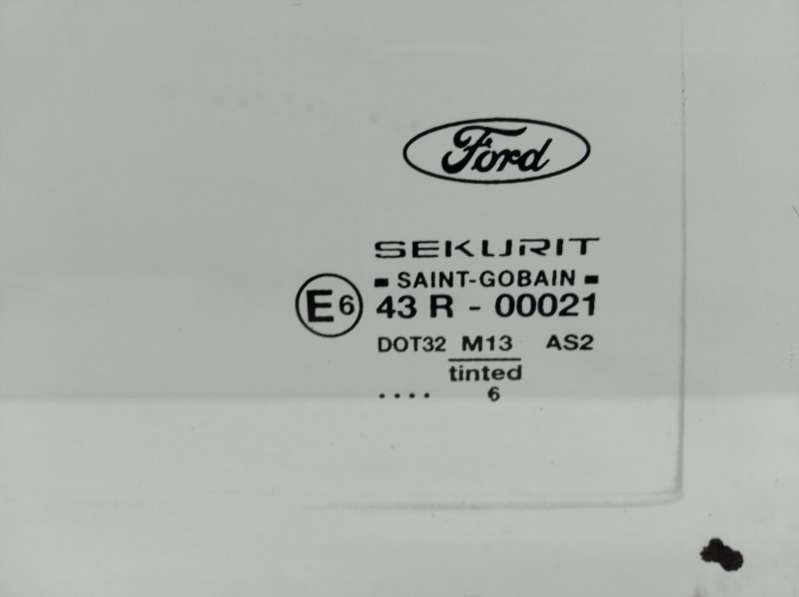 Ford
SEKURIT
SAINT-GOBAIN
E6 43 R - 00021
DOT32 M13 AS2
tinted
.... 6